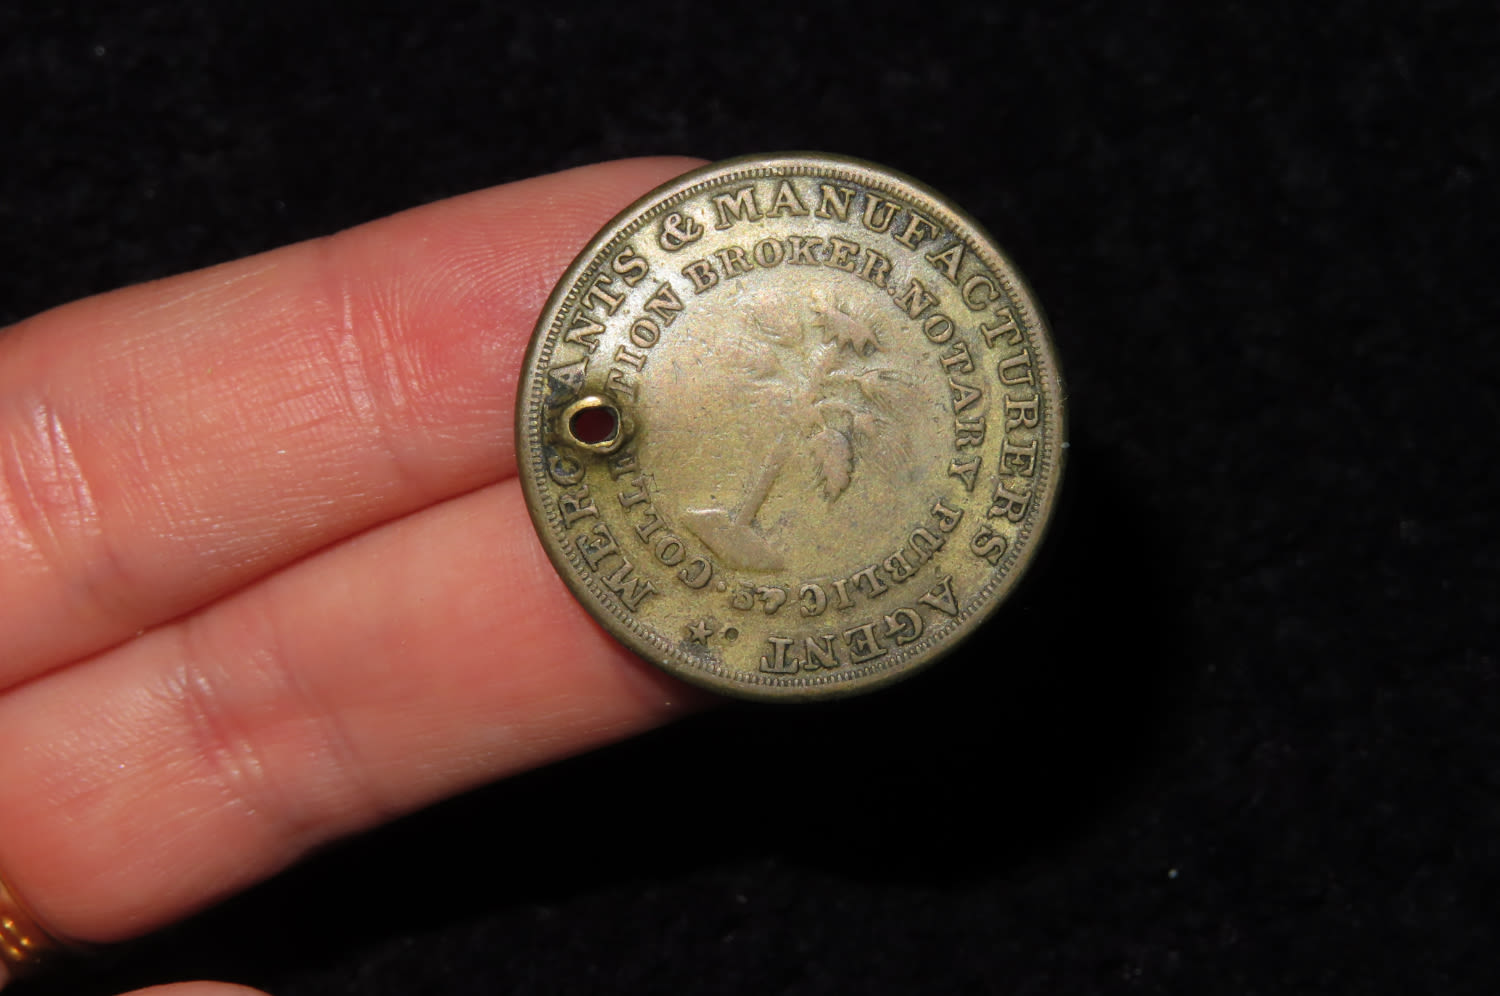 MERCHANTS & MANUFACTURERS AGENT
COLLECTION BROKER. NOTARY PUBLIC